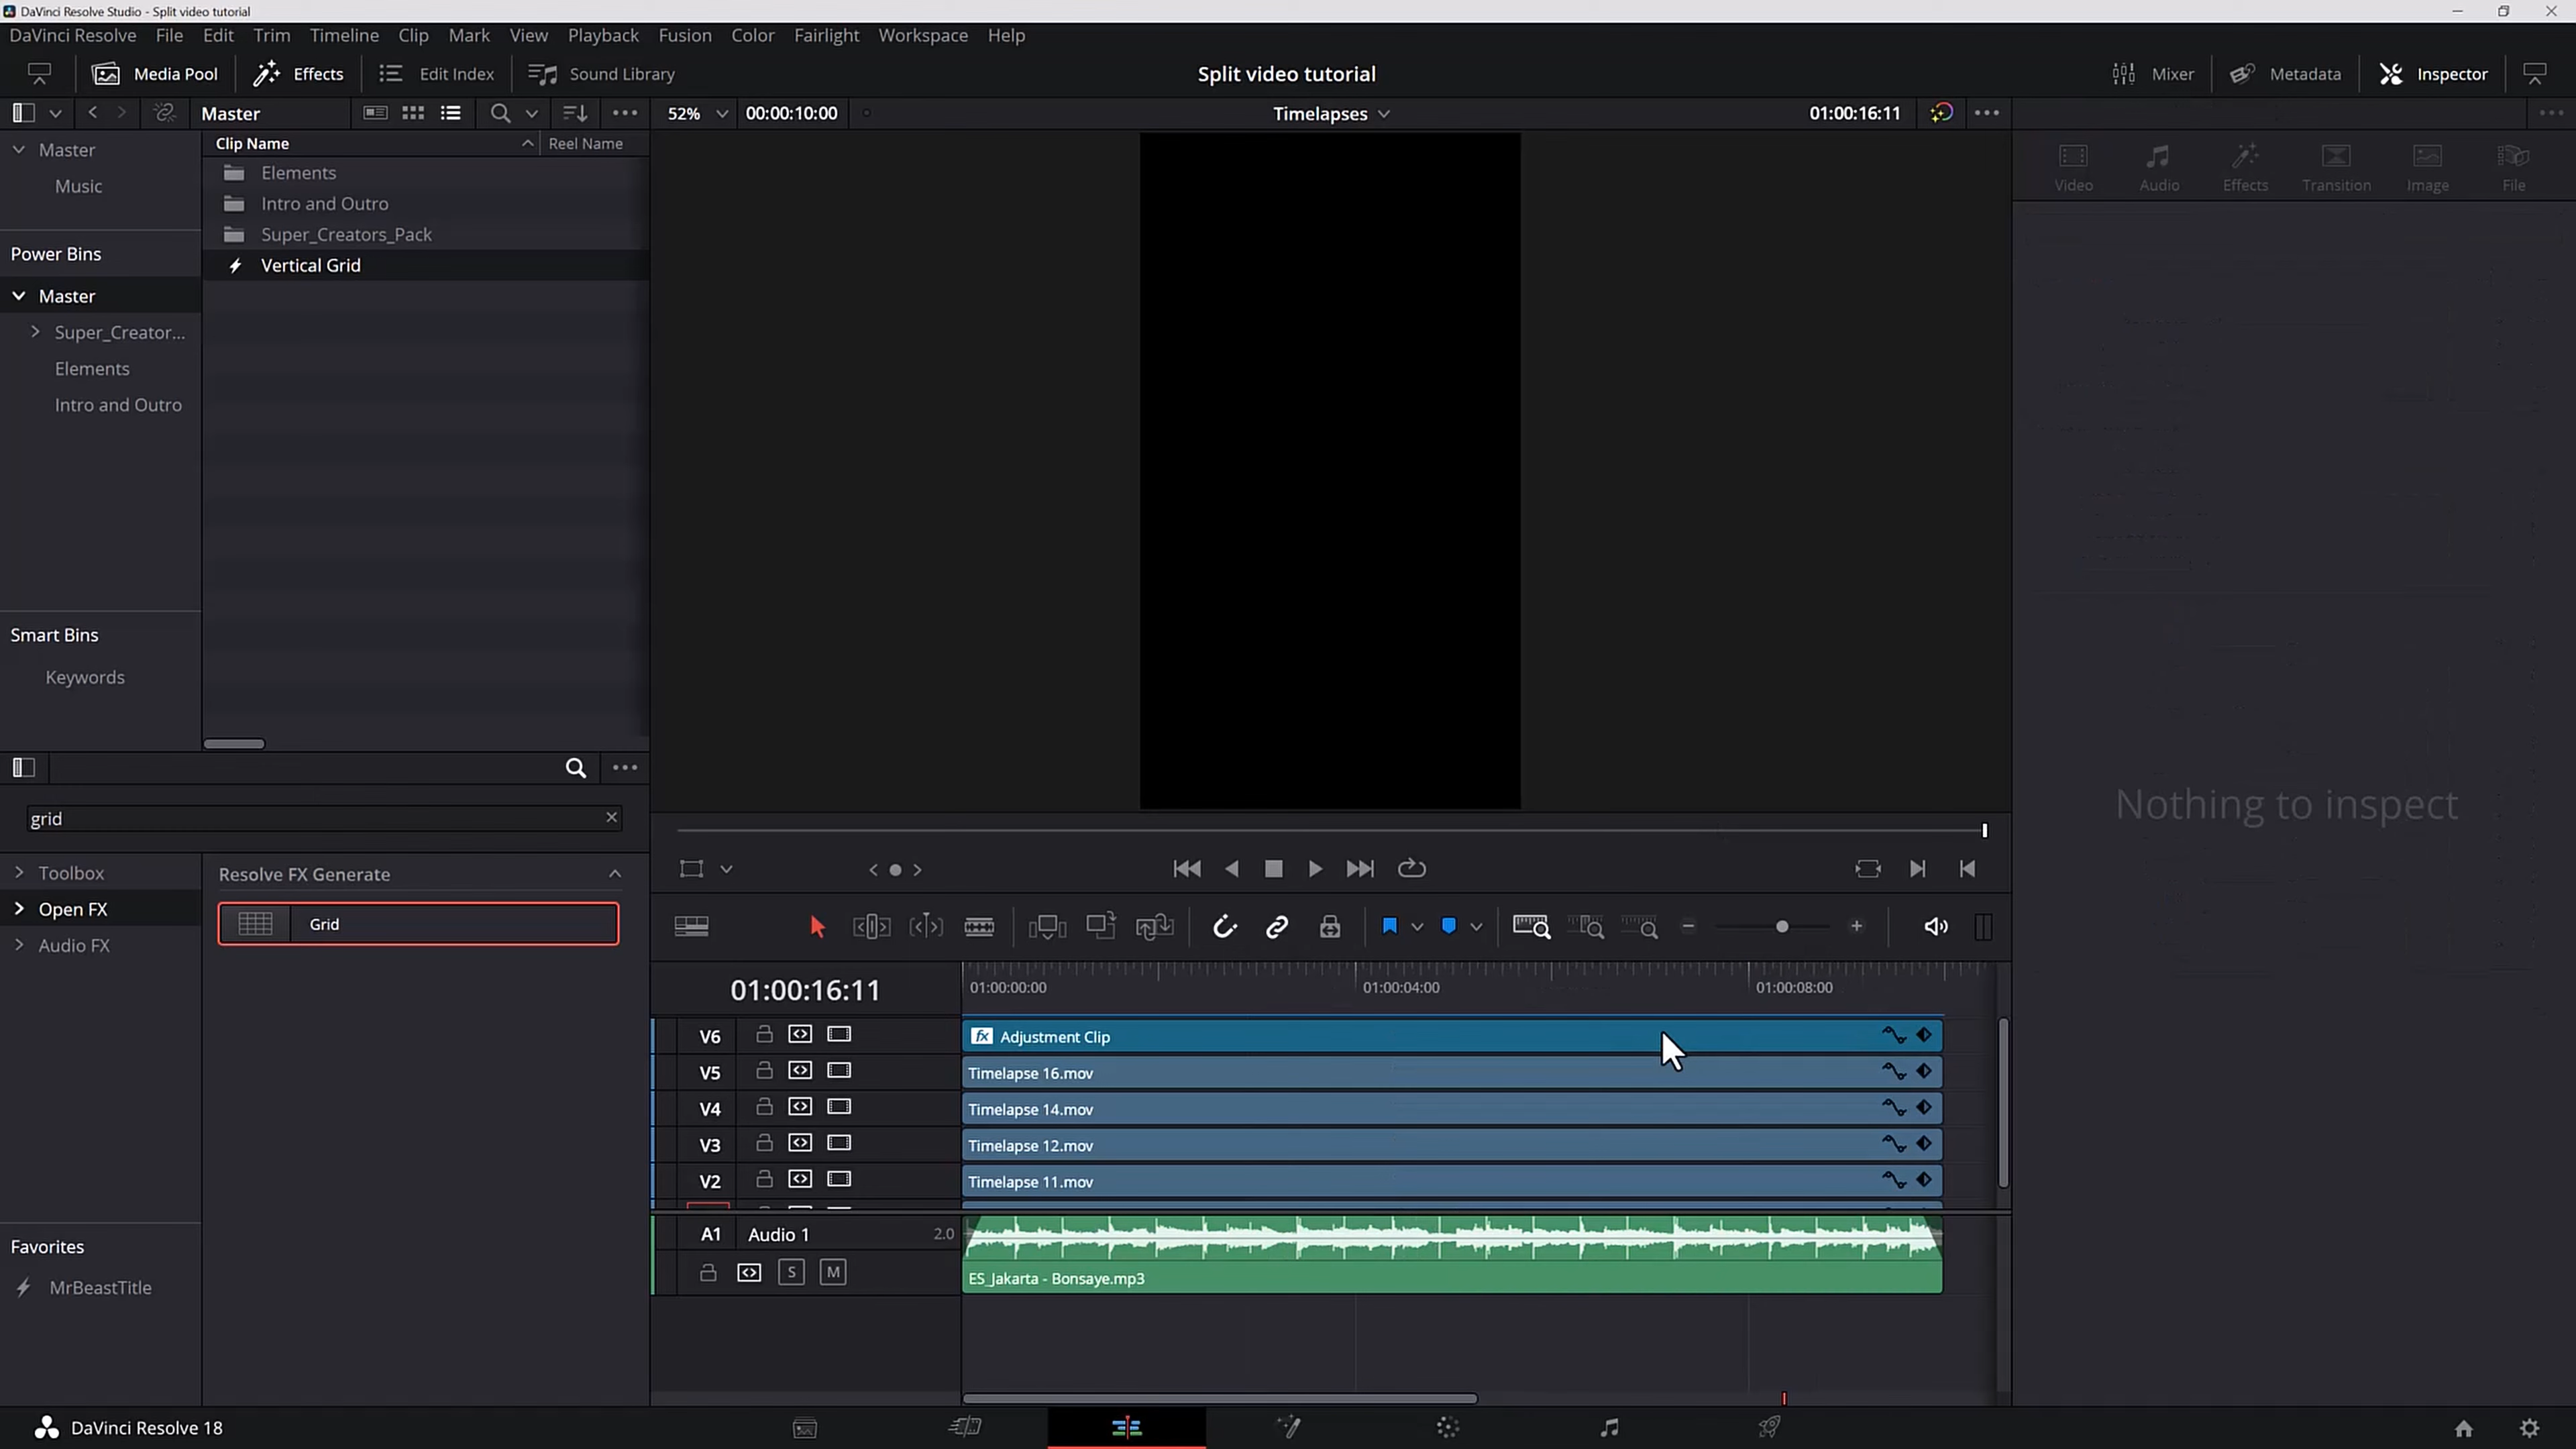 DaVinci Resolve Studio - Split video tutorial
DaVinci Resolve File Edit Trim Timeline Clip Mark View Playback Fusion Color Fairlight Workspace Help
Media Pool Effects Edit Index Sound Library Split video tutorial Mixer Metadata Inspector
Master 52% 00:00:10:00 Timelapses 01:00:16:11
Master
Music
Power Bins
Master
Super_Creator...
Elements
Intro and Outro
Smart Bins
Keywords
Clip Name Reel Name
Elements
Intro and Outro
Super_Creators_Pack
Vertical Grid
Video Audio Effects Transition Image File
Nothing to inspect
grid
Toolbox
Open FX
Audio FX
Resolve FX Generate
Grid
Favorites
MrBeastTitle
01:00:16:11
01:00:00:00 01:00:04:00 01:00:08:00
V6 fx Adjustment Clip
V5 Timelapse 16.mov
V4 Timelapse 14.mov
V3 Timelapse 12.mov
V2 Timelapse 11.mov
A1 Audio 1 2.0
S M ES_Jakarta - Bonsaye.mp3
DaVinci Resolve 18